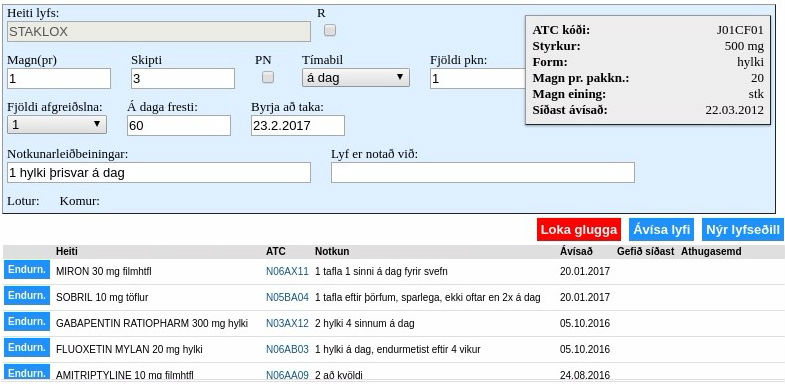 Heiti lyfs: R
STAKLOX
ATC kóði: J01CF01
Styrkur: 500 mg
Form: hylki
Magn pr. pakkn.: 20
Magn eining: stk
Síðast ávísað: 22.03.2012
Magn(pr) Skipti PN Tímabil Fjöldi pkn:
1 3 á dag 1
Fjöldi afgreiðslna: Á daga fresti: Byrja að taka:
1 60 23.2.2017
Notkunarleiðbeiningar: Lyf er notað við:
1 hylki þrisvar á dag
Lotur: Komur:
Loka glugga Ávísa lyfi Nýr lyfseðill
Heiti ATC Notkun Ávísað Gefið síðast Athugasemd
Endurn. MIRON 30 mg filmhtfl N06AX11 1 tafla 1 sinni á dag fyrir svefn 20.01.2017
Endurn. SOBRIL 10 mg töflur N05BA04 1 tafla eftir þörfum, sparlega, ekki oftar en 2x á dag 20.01.2017
Endurn. GABAPENTIN RATIOPHARM 300 mg hylki N03AX12 2 hylki 4 sinnum á dag 05.10.2016
Endurn. FLUOXETIN MYLAN 20 mg hylki N06AB03 1 hylki á dag, endurmetist eftir 4 vikur 05.10.2016
Endurn. AMITRIPTYLINE 10 mg filmhtfl N06AA09 2 að kvöldi 24.08.2016